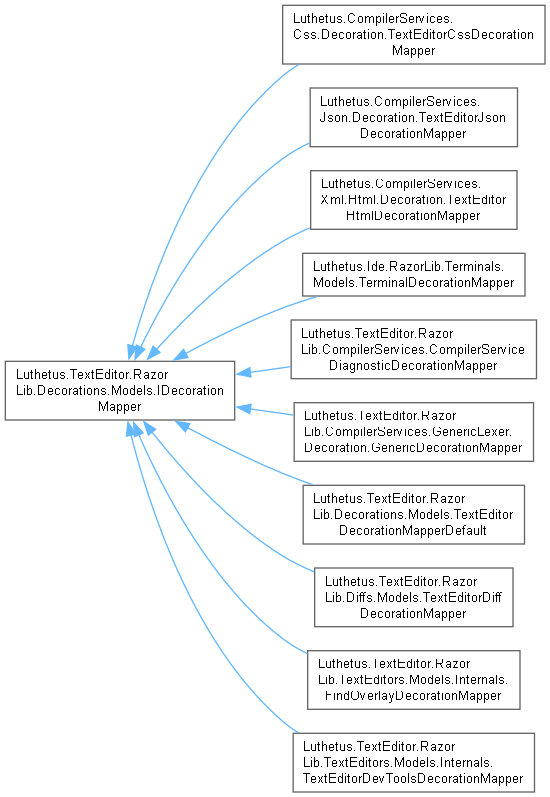 Luthetus.CompilerServices.
Css.Decoration.TextEditorCssDecoration
Mapper
Luthetus.CompilerServices.
Json.Decoration.TextEditorJson
DecorationMapper
Luthetus.CompilerServices.
Xml.Html.Decoration.TextEditor
HtmlDecorationMapper
Luthetus.Ide.RazorLib.Terminals.
Models.TerminalDecorationMapper
Luthetus.TextEditor.Razor
Lib.CompilerServices.CompilerService
DiagnosticDecorationMapper
Luthetus.TextEditor.Razor
Lib.Decorations.Models.IDecoration
Mapper
Luthetus.TextEditor.Razor
Lib.CompilerServices.GenericLexer.
Decoration.GenericDecorationMapper
Luthetus.TextEditor.Razor
Lib.Decorations.Models.TextEditor
DecorationMapperDefault
Luthetus.TextEditor.Razor
Lib.Diffs.Models.TextEditorDiff
DecorationMapper
Luthetus.TextEditor.Razor
Lib.TextEditors.Models.Internals.
FindOverlayDecorationMapper
Luthetus.TextEditor.Razor
Lib.TextEditors.Models.Internals.
TextEditorDevToolsDecorationMapper